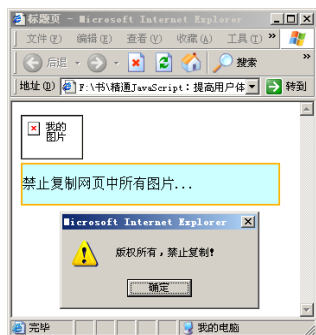 标题页 - Microsoft Internet Explorer
文件(F) 编辑(E) 查看(V) 收藏(A) 工具(T) »
后退 搜索 »
地址(D) F:\书\精通JavaScript：提高用户体 转到
我的
图片
禁止复制网页中所有图片...
Microsoft Internet Explorer
版权所有，禁止复制!
确定
完毕 我的电脑